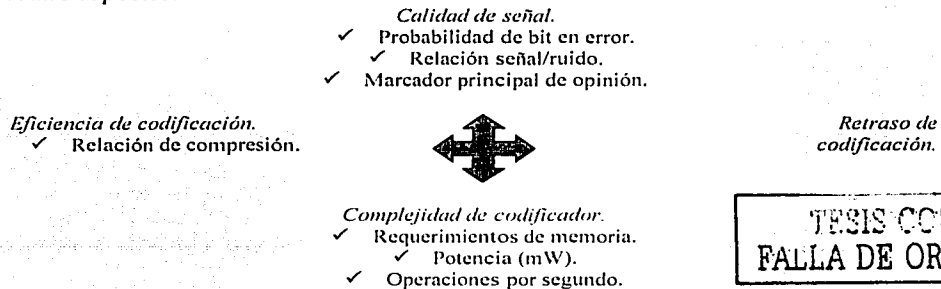 Calidad de señal.
✓ Probabilidad de bit en error.
✓ Relación señal/ruido.
✓ Marcador principal de opinión.
Eficiencia de codificación.
✓ Relación de compresión.
Retraso de
codificación.
Complejidad de codificador.
✓ Requerimientos de memoria.
✓ Potencia (mW).
✓ Operaciones por segundo.
TESIS CO
FALLA DE OR